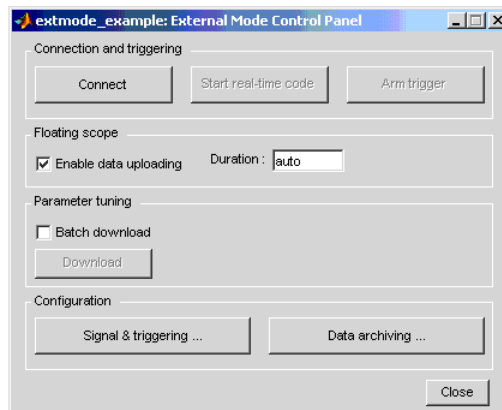 extmode_example: External Mode Control Panel
Connection and triggering
Connect Start real-time code Arm trigger
Floating scope
Enable data uploading Duration : auto
Parameter tuning
Batch download
Download
Configuration
Signal & triggering ... Data archiving ...
Close